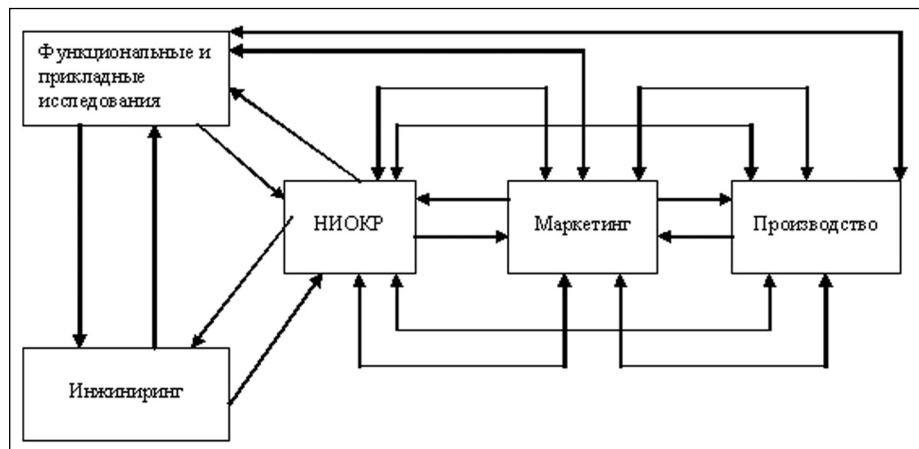 Функциональные и
прикладные
исследования
НИОКР
Маркетинг
Производство
Инжиниринг